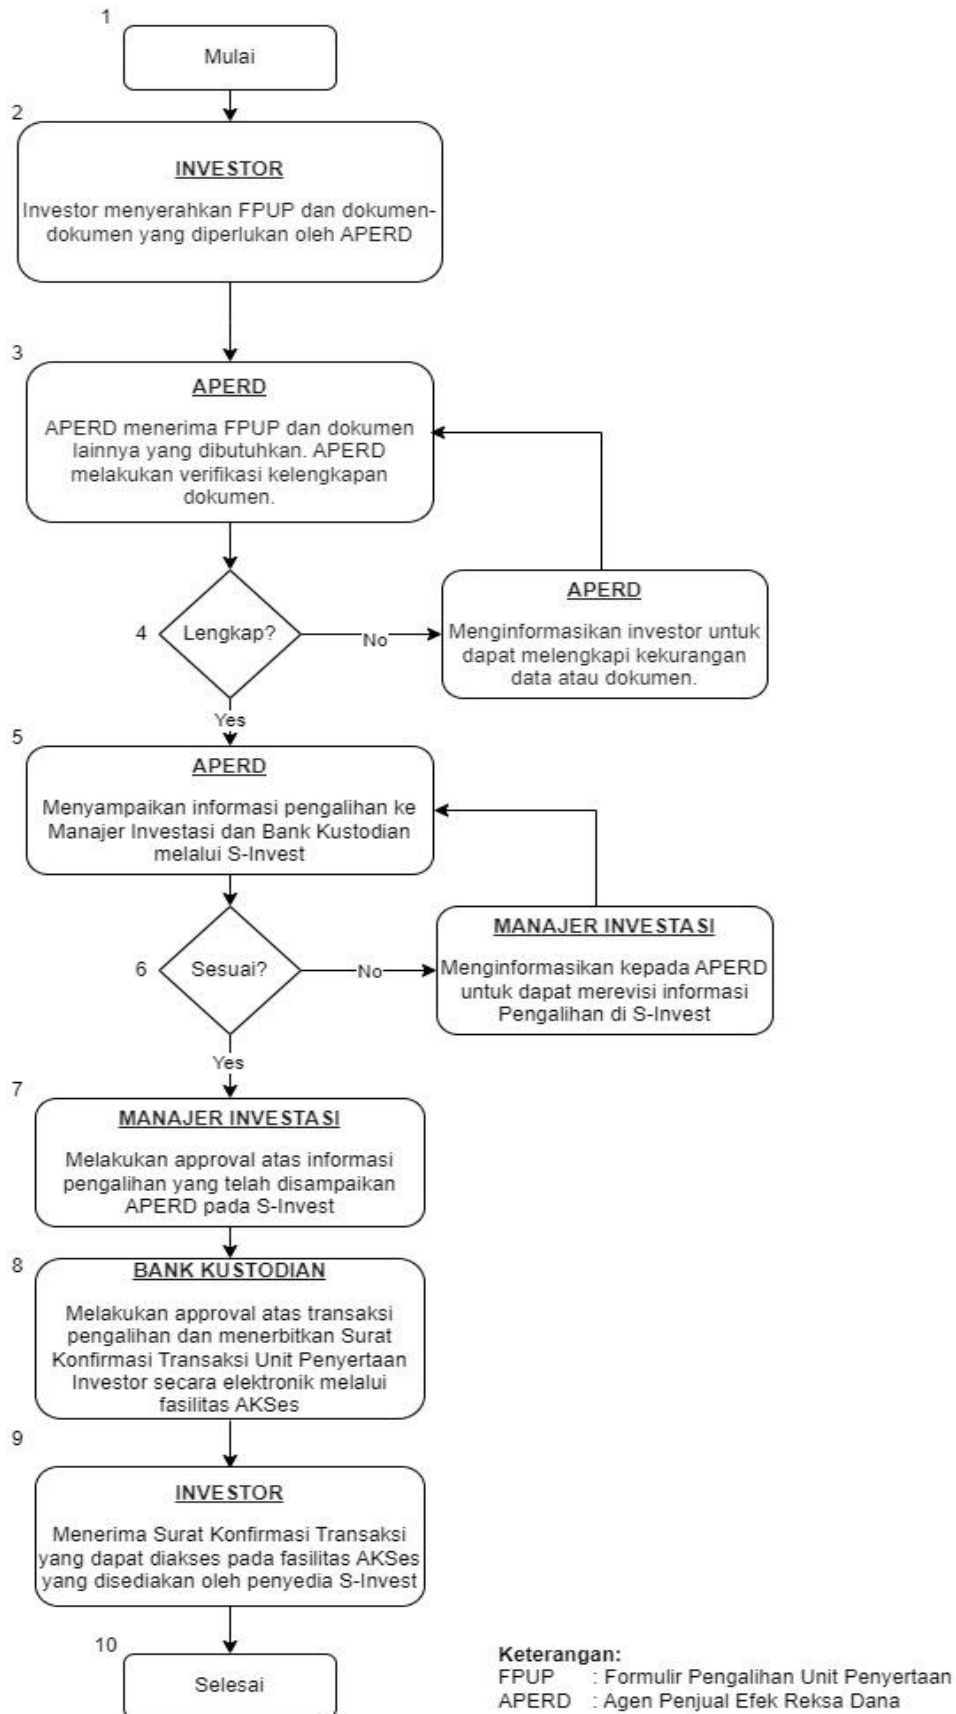 1
Mulai
2
INVESTOR
Investor menyerahkan FPUP dan dokumen-
dokumen yang diperlukan oleh APERD
3
APERD
APERD menerima FPUP dan dokumen
lainnya yang dibutuhkan. APERD
melakukan verifikasi kelengkapan
dokumen.
4
Lengkap?
No
APERD
Menginformasikan investor untuk
dapat melengkapi kekurangan
data atau dokumen.
Yes
5
APERD
Menyampaikan informasi pengalihan ke
Manajer Investasi dan Bank Kustodian
melalui S-Invest
6
Sesuai?
No
MANAJER INVESTASI
Menginformasikan kepada APERD
untuk dapat merevisi informasi
Pengalihan di S-Invest
Yes
7
MANAJER INVESTASI
Melakukan approval atas informasi
pengalihan yang telah disampaikan
APERD pada S-Invest
8
BANK KUSTODIAN
Melakukan approval atas transaksi
pengalihan dan menerbitkan Surat
Konfirmasi Transaksi Unit Penyertaan
Investor secara elektronik melalui
fasilitas AKSes
9
INVESTOR
Menerima Surat Konfirmasi Transaksi
yang dapat diakses pada fasilitas AKSes
yang disediakan oleh penyedia S-Invest
10
Selesai
Keterangan:
FPUP : Formulir Pengalihan Unit Penyertaan
APERD : Agen Penjual Efek Reksa Dana